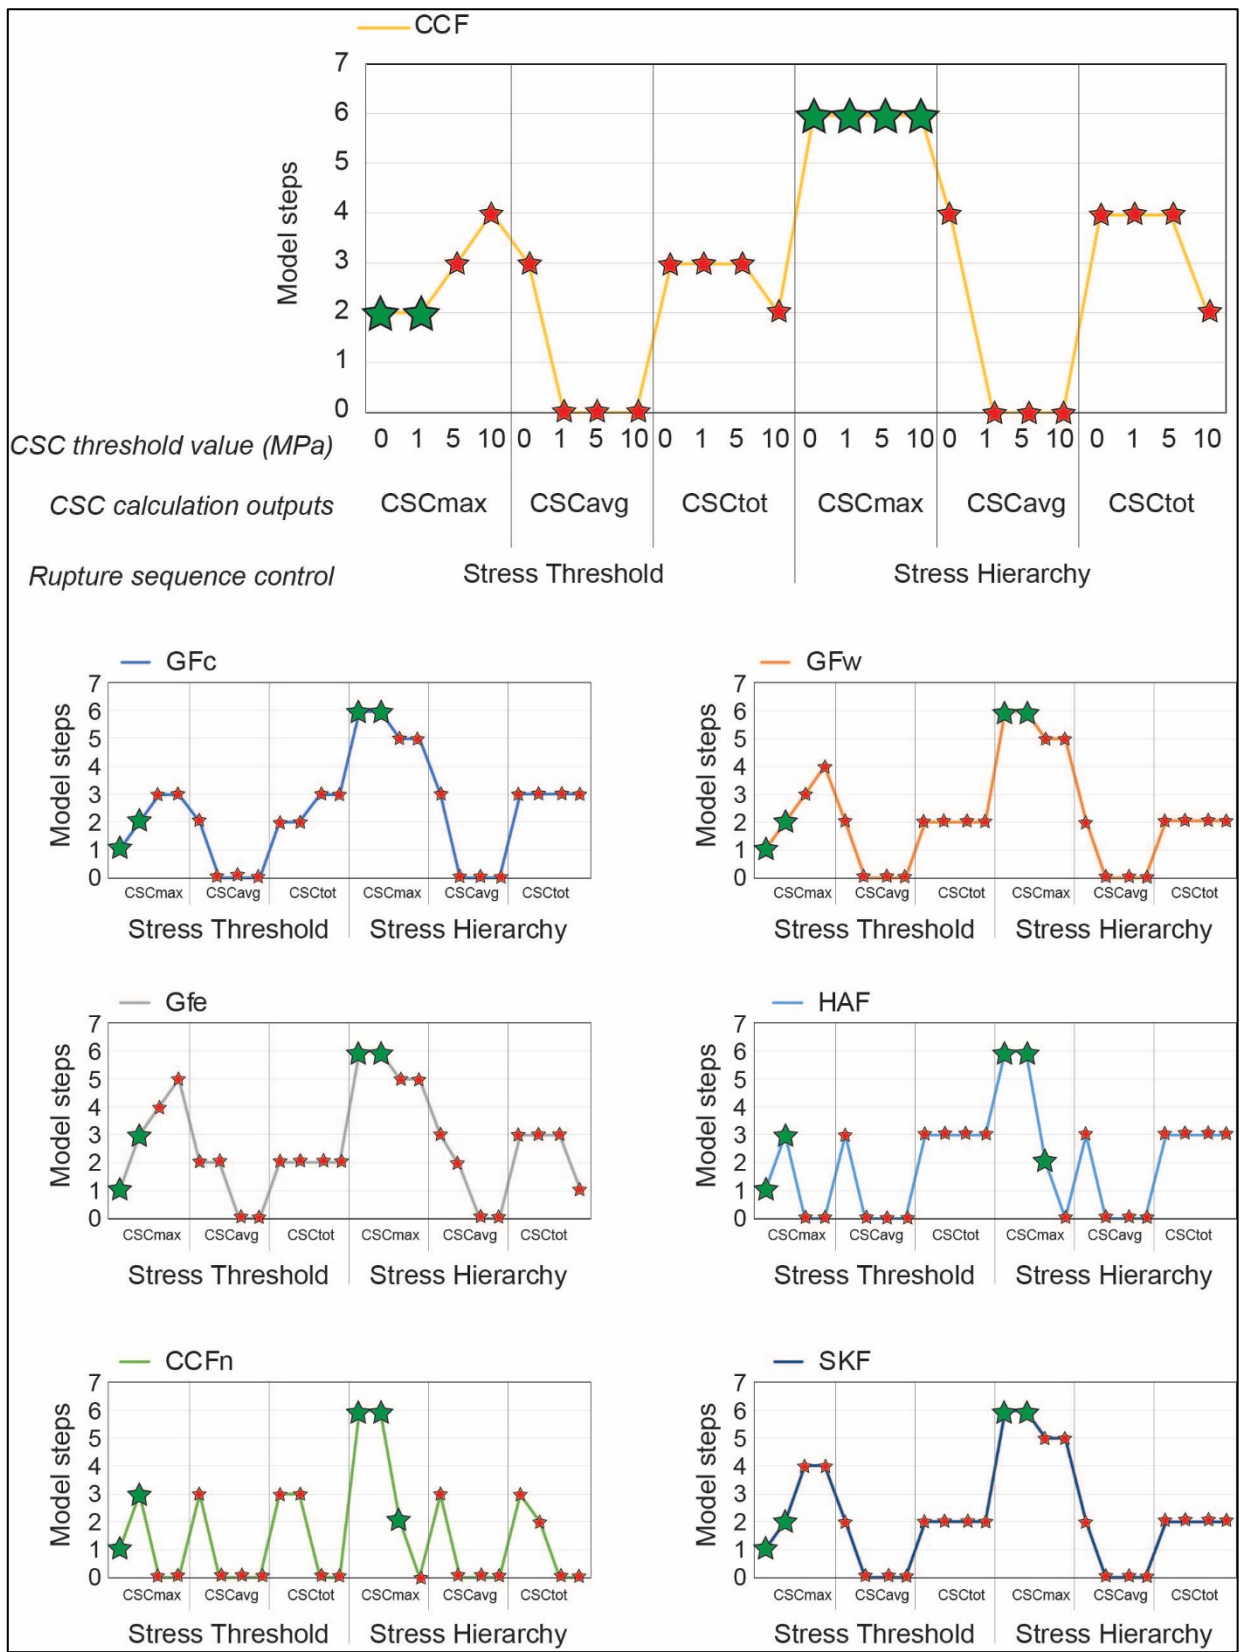 CCF
7
6
5
4
3
2
1
0
Model steps
CSC threshold value (MPa) 0 1 5 10 0 1 5 10 0 1 5 10 0 1 5 10 0 1 5 10 0 1 5 10
CSC calculation outputs CSCmax CSCavg CSCtot CSCmax CSCavg CSCtot
Rupture sequence control Stress Threshold Stress Hierarchy
GFc
7
6
5
4
3
2
1
0
Model steps
CSCmax CSCavg CSCtot CSCmax CSCavg CSCtot
Stress Threshold Stress Hierarchy
GFw
7
6
5
4
3
2
1
0
Model steps
CSCmax CSCavg CSCtot CSCmax CSCavg CSCtot
Stress Threshold Stress Hierarchy
Gfe
7
6
5
4
3
2
1
0
Model steps
CSCmax CSCavg CSCtot CSCmax CSCavg CSCtot
Stress Threshold Stress Hierarchy
HAF
7
6
5
4
3
2
1
0
Model steps
CSCmax CSCavg CSCtot CSCmax CSCavg CSCtot
Stress Threshold Stress Hierarchy
CCFn
7
6
5
4
3
2
1
0
Model steps
CSCmax CSCavg CSCtot CSCmax CSCavg CSCtot
Stress Threshold Stress Hierarchy
SKF
7
6
5
4
3
2
1
0
Model steps
CSCmax CSCavg CSCtot CSCmax CSCavg CSCtot
Stress Threshold Stress Hierarchy